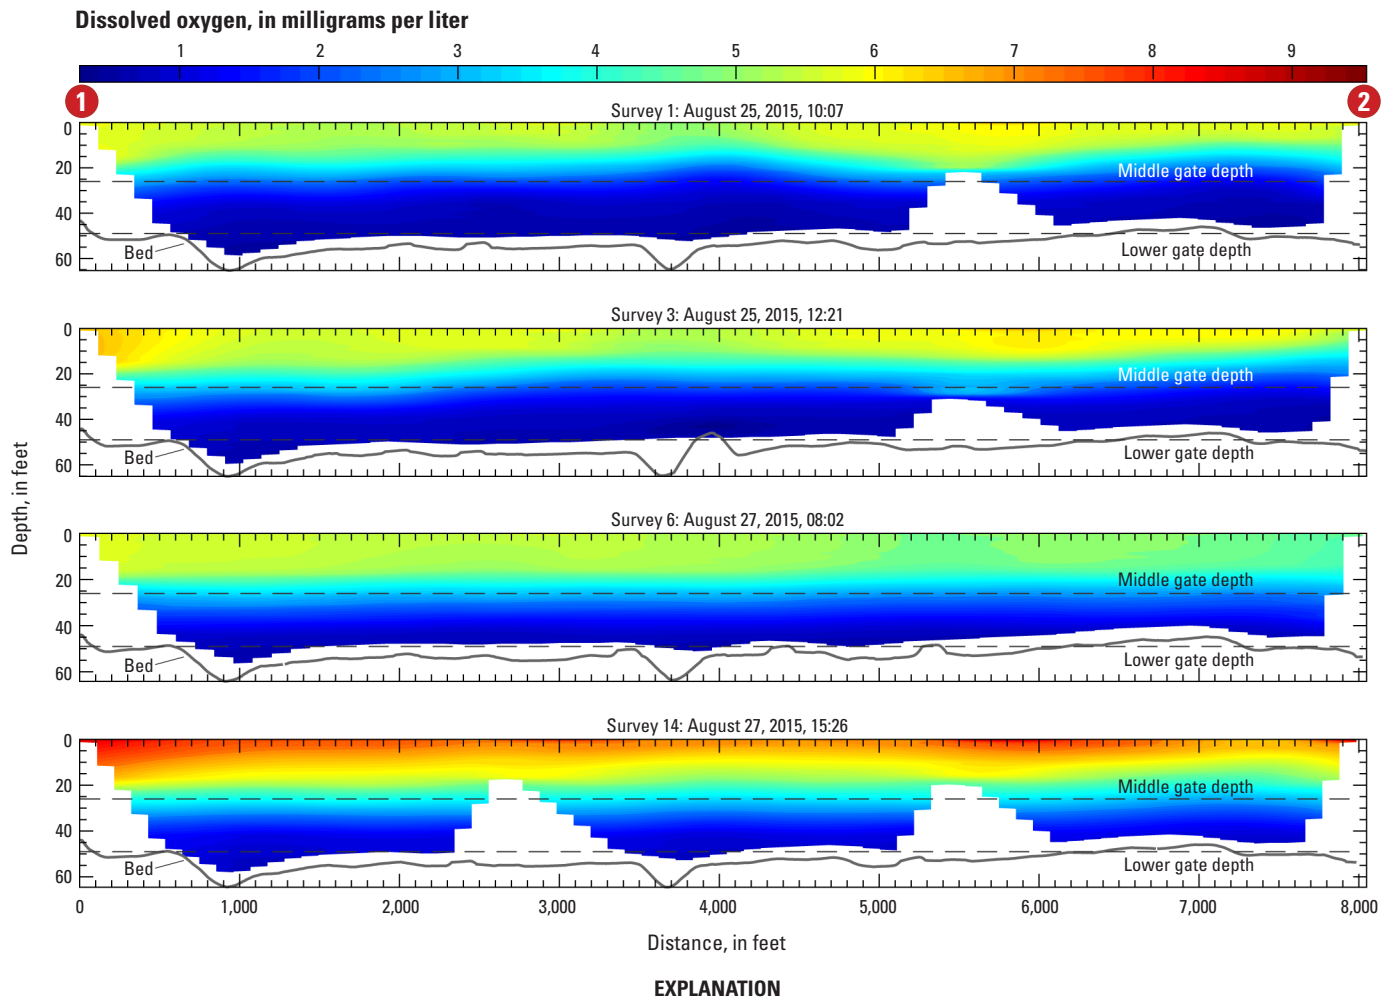 Dissolved oxygen, in milligrams per liter
1 2 3 4 5 6 7 8 9
1 2
Survey 1: August 25, 2015, 10:07
0
20
40
60
Middle gate depth
Lower gate depth
Bed
Survey 3: August 25, 2015, 12:21
0
20
40
60
Middle gate depth
Lower gate depth
Bed
Depth, in feet
Survey 6: August 27, 2015, 08:02
0
20
40
60
Middle gate depth
Lower gate depth
Bed
Survey 14: August 27, 2015, 15:26
0
20
40
60
Middle gate depth
Lower gate depth
Bed
0 1,000 2,000 3,000 4,000 5,000 6,000 7,000 8,000
Distance, in feet
EXPLANATION